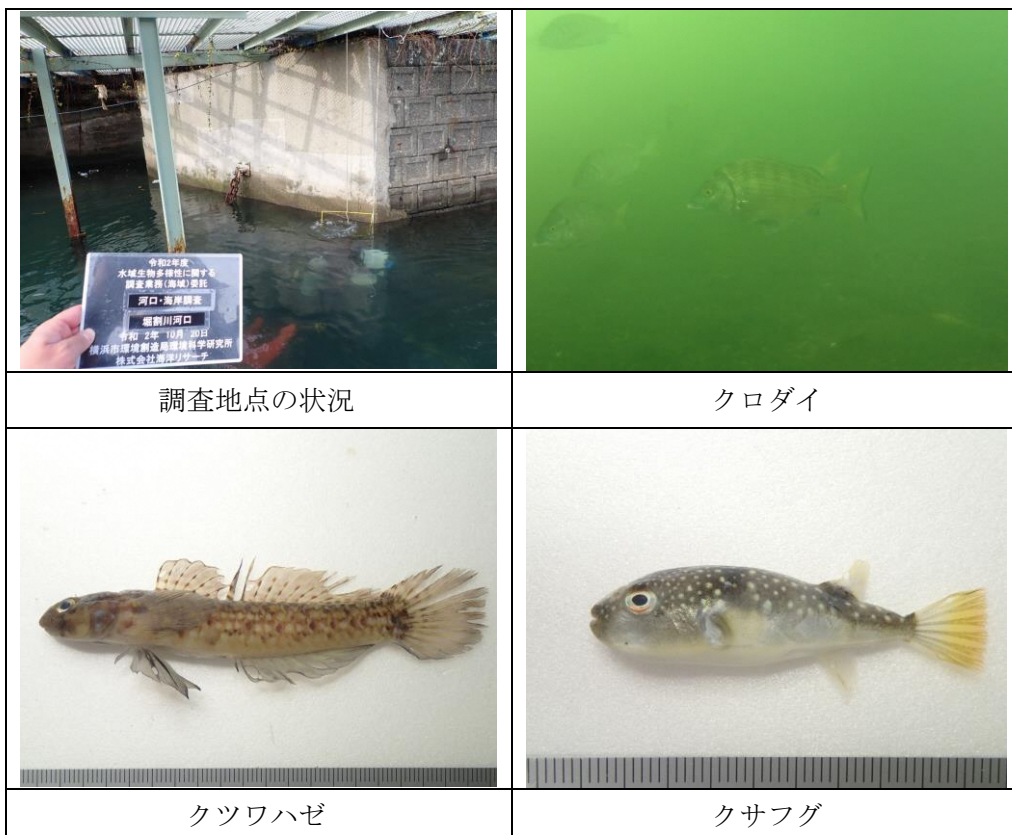 令和2年度
水域生物多様性に関する
調査業務(海域)委託
河口・海岸調査
堀割川河口
令和 2年 10月 20日
横浜市環境創造局環境科学研究所
株式会社海洋リサーチ
調査地点の状況
クロダイ
クツワハゼ
クサフグ